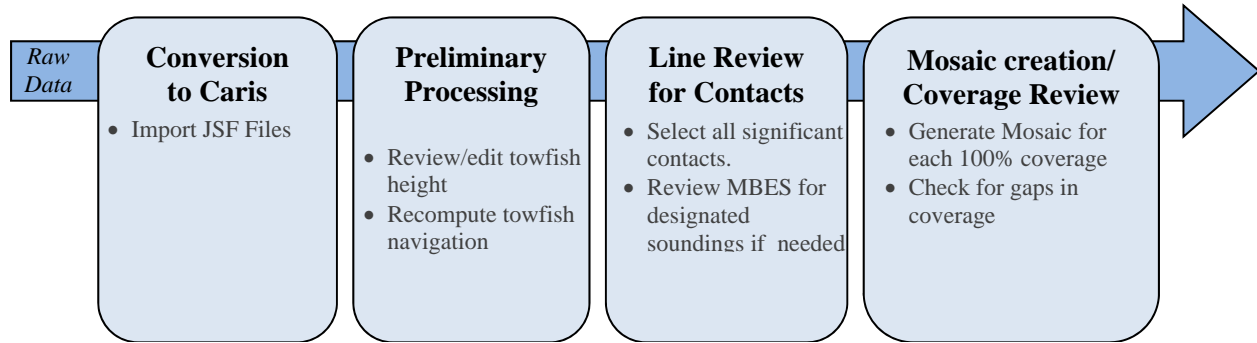 Raw
Data
Conversion
to Caris
• Import JSF Files
Preliminary
Processing
• Review/edit towfish
height
• Recompute towfish
navigation
Line Review
for Contacts
• Select all significant
contacts.
• Review MBES for
designated
soundings if needed
Mosaic creation/
Coverage Review
• Generate Mosaic for
each 100% coverage
• Check for gaps in
coverage